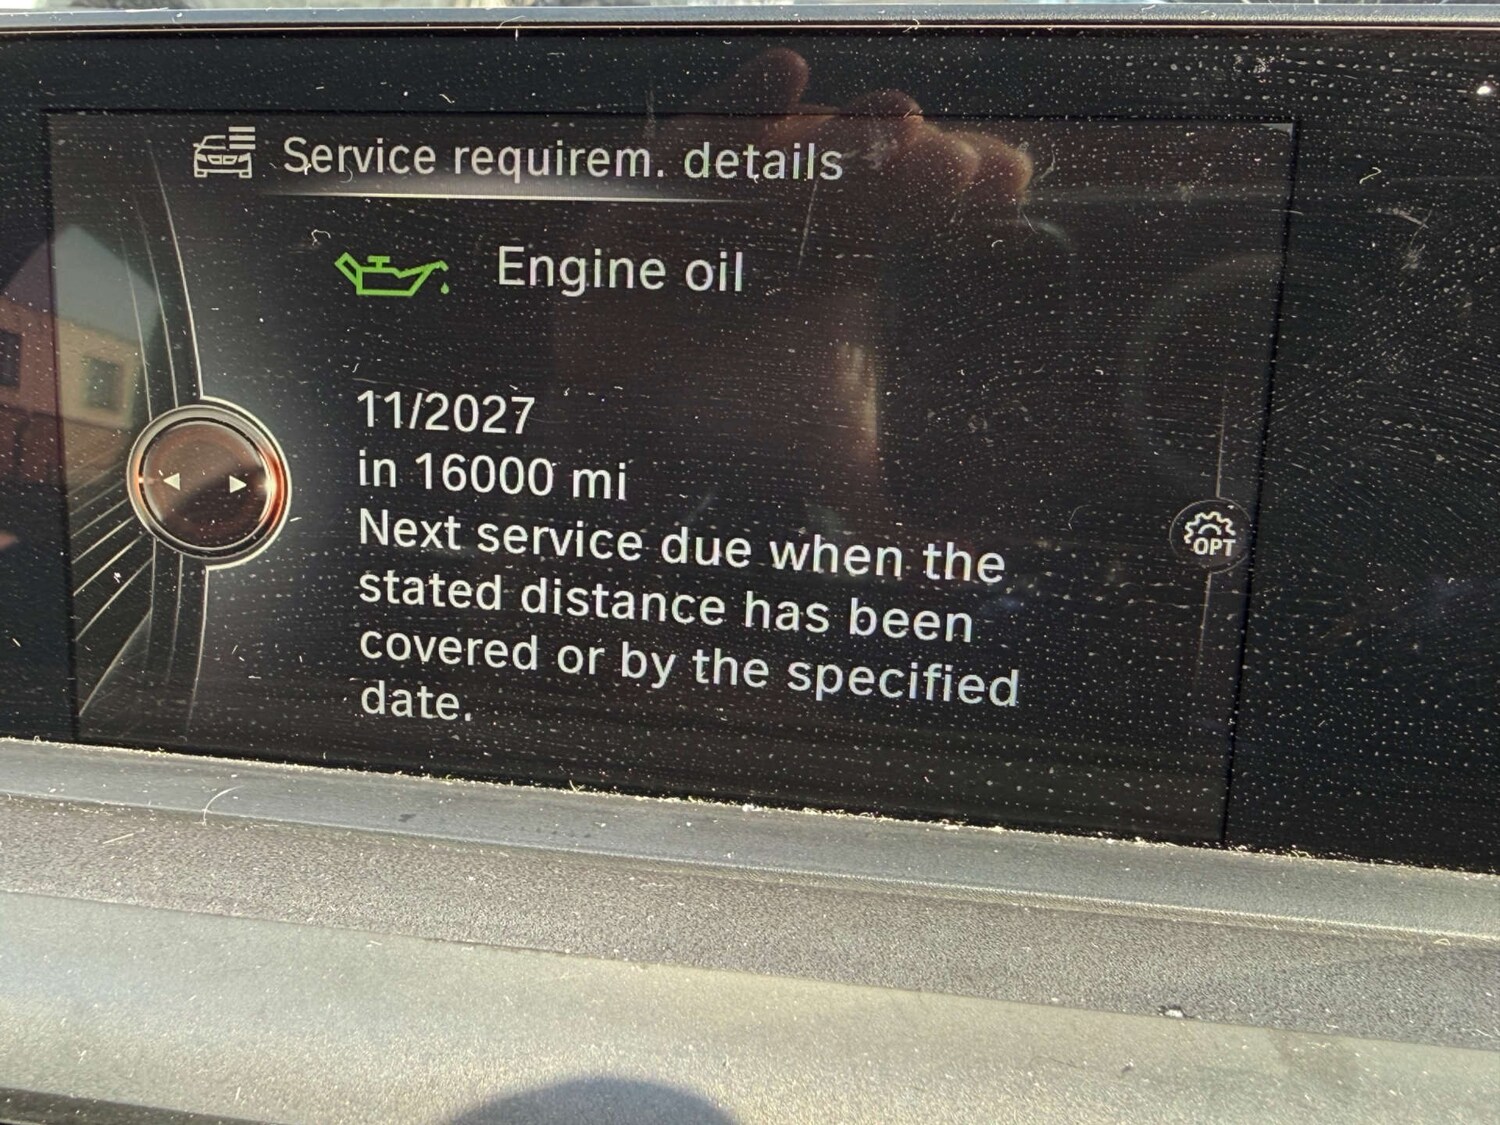 Service requirem. details
Engine oil
11/2027
in 16000 mi
Next service due when the
stated distance has been
covered or by the specified
date.
OPT